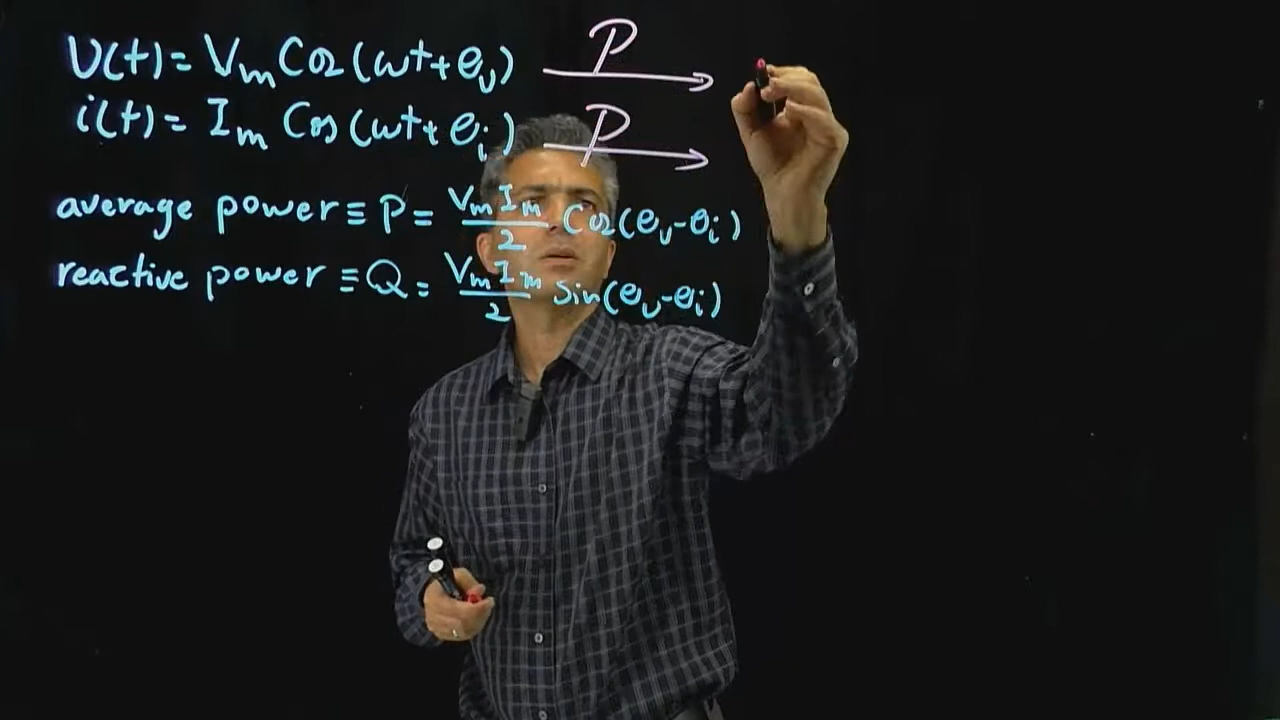 V(t) = Vm Cos(ωt + θv) P →
i(t) = Im Cos(ωt + θi) P →
average power ≡ P = VmIm/2 Cos(θv-θi)
reactive power ≡ Q = VmIm/2 Sin(θv-θi)